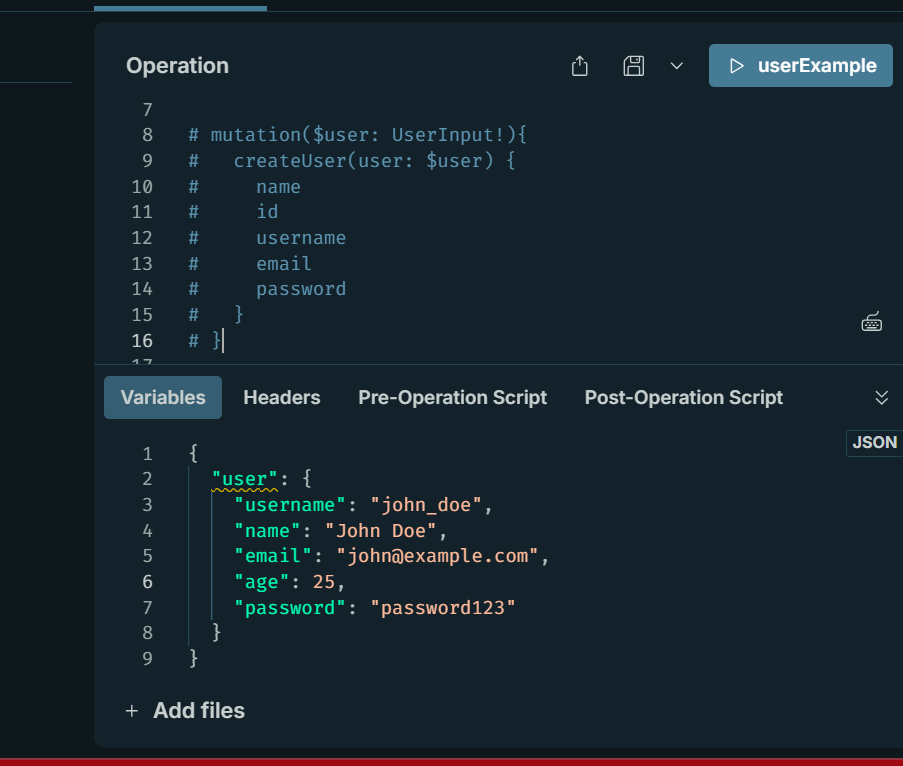 Operation
userExample
7
8 # mutation($user: UserInput!){
9 #   createUser(user: $user) {
10 #     name
11 #     id
12 #     username
13 #     email
14 #     password
15 #   }
16 # }
17
Variables Headers Pre-Operation Script Post-Operation Script
JSON
1 {
2   "user": {
3     "username": "john_doe",
4     "name": "John Doe",
5     "email": "john@example.com",
6     "age": 25,
7     "password": "password123"
8   }
9 }
+ Add files